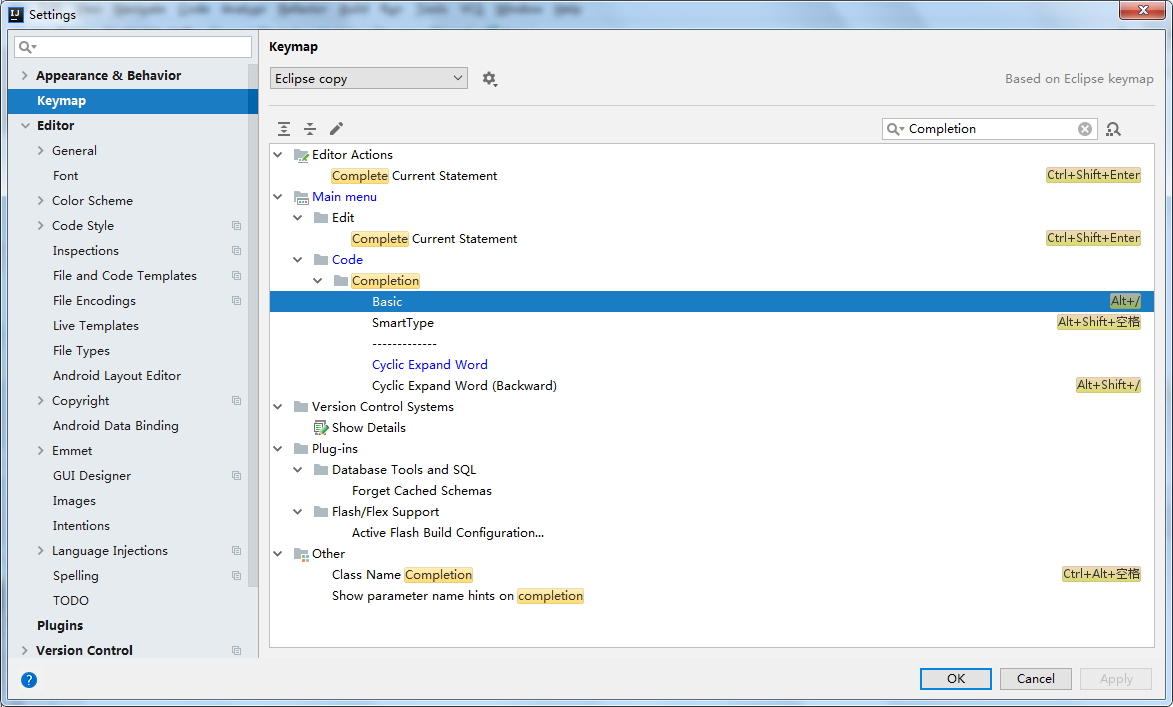 Settings
Appearance & Behavior
Keymap
Editor
General
Font
Color Scheme
Code Style
Inspections
File and Code Templates
File Encodings
Live Templates
File Types
Android Layout Editor
Copyright
Android Data Binding
Emmet
GUI Designer
Images
Intentions
Language Injections
Spelling
TODO
Plugins
Version Control
Keymap
Eclipse copy
Based on Eclipse keymap
Completion
Editor Actions
Complete Current Statement Ctrl+Shift+Enter
Main menu
Edit
Complete Current Statement Ctrl+Shift+Enter
Code
Completion
Basic Alt+/
SmartType Alt+Shift+空格
-------------
Cyclic Expand Word
Cyclic Expand Word (Backward) Alt+Shift+/
Version Control Systems
Show Details
Plug-ins
Database Tools and SQL
Forget Cached Schemas
Flash/Flex Support
Active Flash Build Configuration...
Other
Class Name Completion Ctrl+Alt+空格
Show parameter name hints on completion
?
OK Cancel Apply